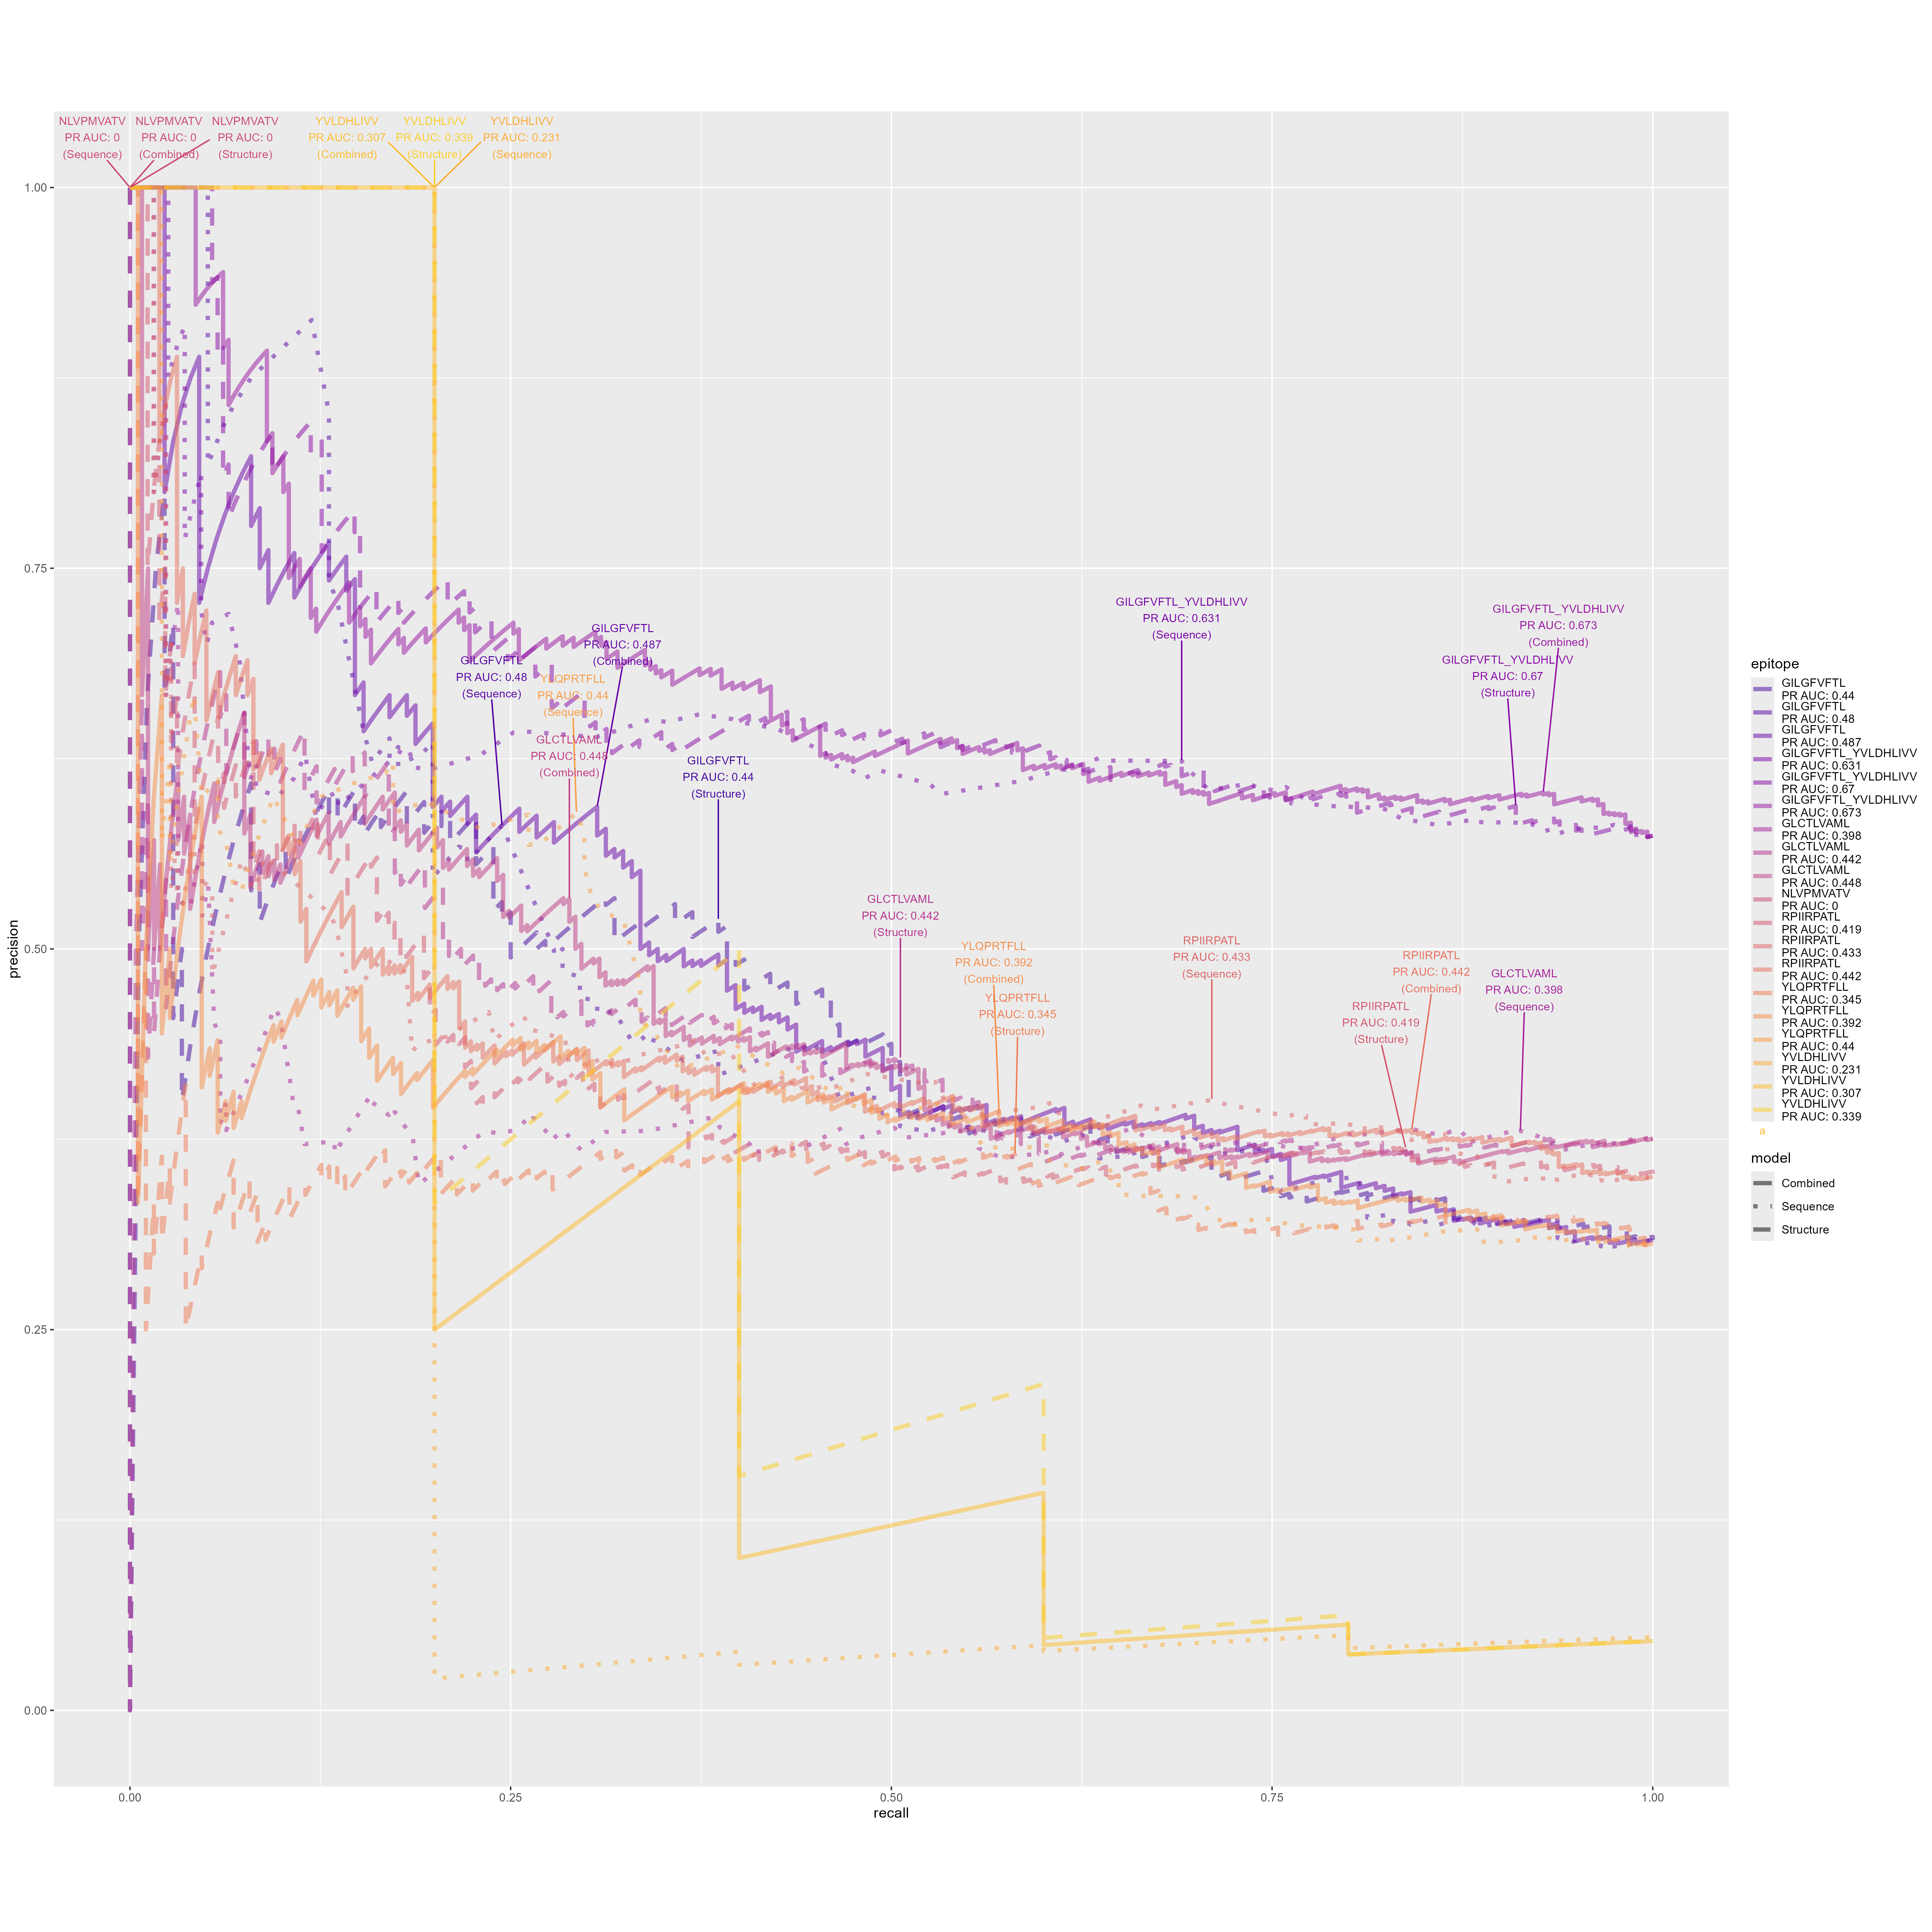 NLVPMVATV
PR AUC: 0
(Sequence)
NLVPMVATV
PR AUC: 0
(Combined)
NLVPMVATV
PR AUC: 0
(Structure)
YVLDHLIVV
PR AUC: 0.307
(Combined)
YVLDHLIVV
PR AUC: 0.339
(Structure)
YVLDHLIVV
PR AUC: 0.231
(Sequence)
GILGFVFTL
PR AUC: 0.48
(Sequence)
GILGFVFTL
PR AUC: 0.487
(Combined)
YLQPRTFLL
PR AUC: 0.44
(Sequence)
GLCTLVAML
PR AUC: 0.448
(Combined)
GILGFVFTL
PR AUC: 0.44
(Structure)
GILGFVFTL_YVLDHLIVV
PR AUC: 0.631
(Sequence)
GILGFVFTL_YVLDHLIVV
PR AUC: 0.673
(Combined)
GILGFVFTL_YVLDHLIVV
PR AUC: 0.67
(Structure)
GLCTLVAML
PR AUC: 0.442
(Structure)
YLQPRTFLL
PR AUC: 0.392
(Combined)
YLQPRTFLL
PR AUC: 0.345
(Structure)
RPIIRPATL
PR AUC: 0.433
(Sequence)
RPIIRPATL
PR AUC: 0.442
(Combined)
RPIIRPATL
PR AUC: 0.419
(Structure)
GLCTLVAML
PR AUC: 0.398
(Sequence)
1.00
0.75
0.50
0.25
0.00
precision
0.00
0.25
0.50
0.75
1.00
recall
epitope
GILGFVFTL
PR AUC: 0.44
GILGFVFTL
PR AUC: 0.48
GILGFVFTL
PR AUC: 0.487
GILGFVFTL_YVLDHLIVV
PR AUC: 0.631
GILGFVFTL_YVLDHLIVV
PR AUC: 0.67
GILGFVFTL_YVLDHLIVV
PR AUC: 0.673
GLCTLVAML
PR AUC: 0.398
GLCTLVAML
PR AUC: 0.442
GLCTLVAML
PR AUC: 0.448
NLVPMVATV
PR AUC: 0
RPIIRPATL
PR AUC: 0.419
RPIIRPATL
PR AUC: 0.433
RPIIRPATL
PR AUC: 0.442
YLQPRTFLL
PR AUC: 0.345
YLQPRTFLL
PR AUC: 0.392
YLQPRTFLL
PR AUC: 0.44
YVLDHLIVV
PR AUC: 0.231
YVLDHLIVV
PR AUC: 0.307
YVLDHLIVV
PR AUC: 0.339
a
model
Combined
Sequence
Structure